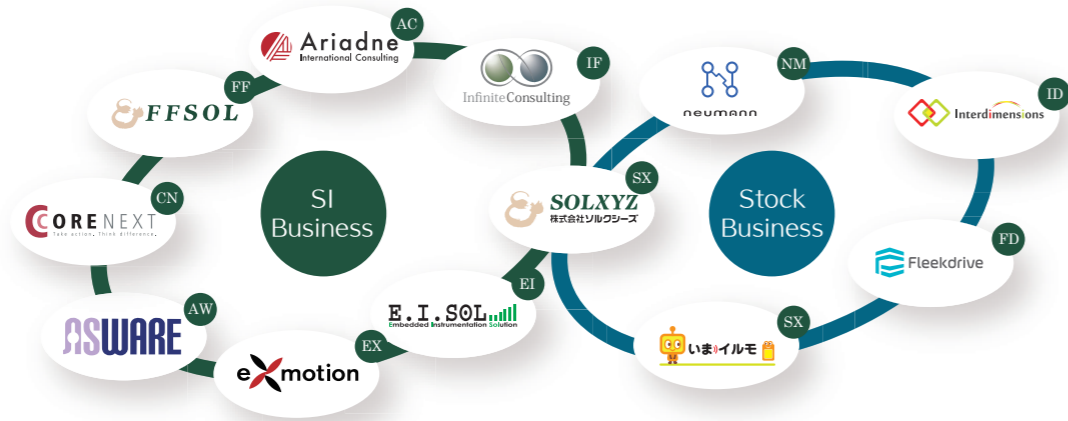 AC
Ariadne
International Consulting
IF
InfiniteConsulting
NM
neumann
ID
Interdimensions
FF
FFSOL
SI
Business
SX
SOLXYZ
株式会社ソルクシーズ
Stock
Business
CN
CORENEXT
Take action. Think difference.
FD
Fleekdrive
EI
E.I.SOL
Embedded Instrumentation Solution
AW
ASWARE
EX
eXmotion
SX
いまイルモ